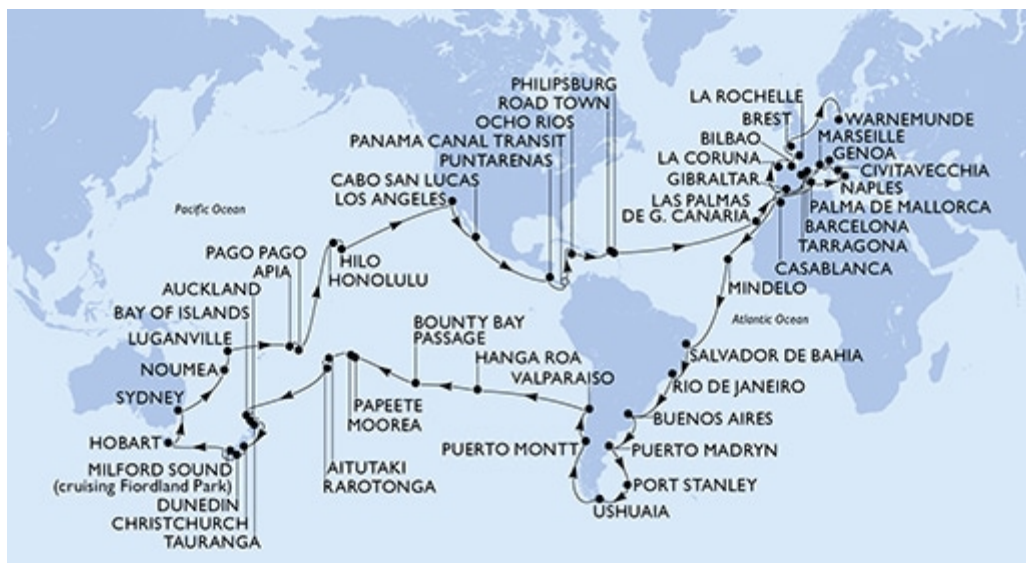 PHILIPSBURG
ROAD TOWN
OCHO RIOS
PANAMA CANAL TRANSIT
PUNTARENAS
CABO SAN LUCAS
LOS ANGELES
LA ROCHELLE
BREST
BILBAO
LA CORUNA
GIBRALTAR
LAS PALMAS
DE G. CANARIA
WARNEMUNDE
MARSEILLE
GENOA
CIVITAVECCHIA
NAPLES
PALMA DE MALLORCA
BARCELONA
TARRAGONA
CASABLANCA
MINDELO
Pacific Ocean
PAGO PAGO
APIA
HILO
HONOLULU
AUCKLAND
BAY OF ISLANDS
LUGANVILLE
NOUMEA
SYDNEY
HOBART
MILFORD SOUND
(cruising Fiordland Park)
DUNEDIN
CHRISTCHURCH
TAURANGA
BOUNTY BAY
PASSAGE
HANGA ROA
VALPARAISO
PAPEETE
MOOREA
AITUTAKI
RAROTONGA
PUERTO MONTT
Atlantic Ocean
SALVADOR DE BAHIA
RIO DE JANEIRO
BUENOS AIRES
PUERTO MADRYN
PORT STANLEY
USHUAIA